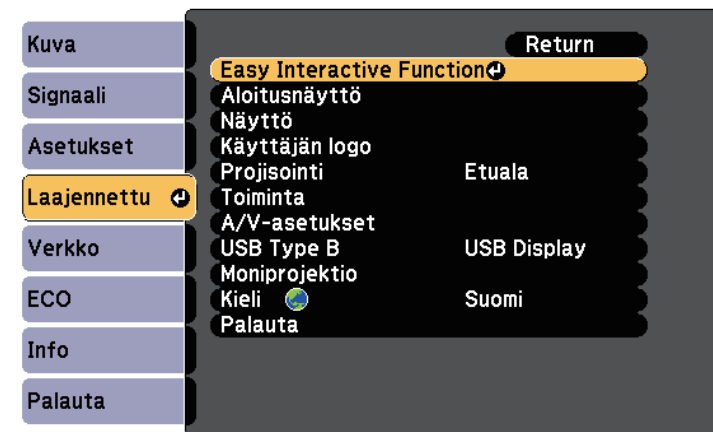 Kuva
Signaali
Asetukset
Laajennettu
Verkko
ECO
Info
Palauta
Return
Easy Interactive Function
Aloitusnäyttö
Näyttö
Käyttäjän logo
Projisointi Etuala
Toiminta
A/V-asetukset
USB Type B USB Display
Moniprojektio
Kieli Suomi
Palauta